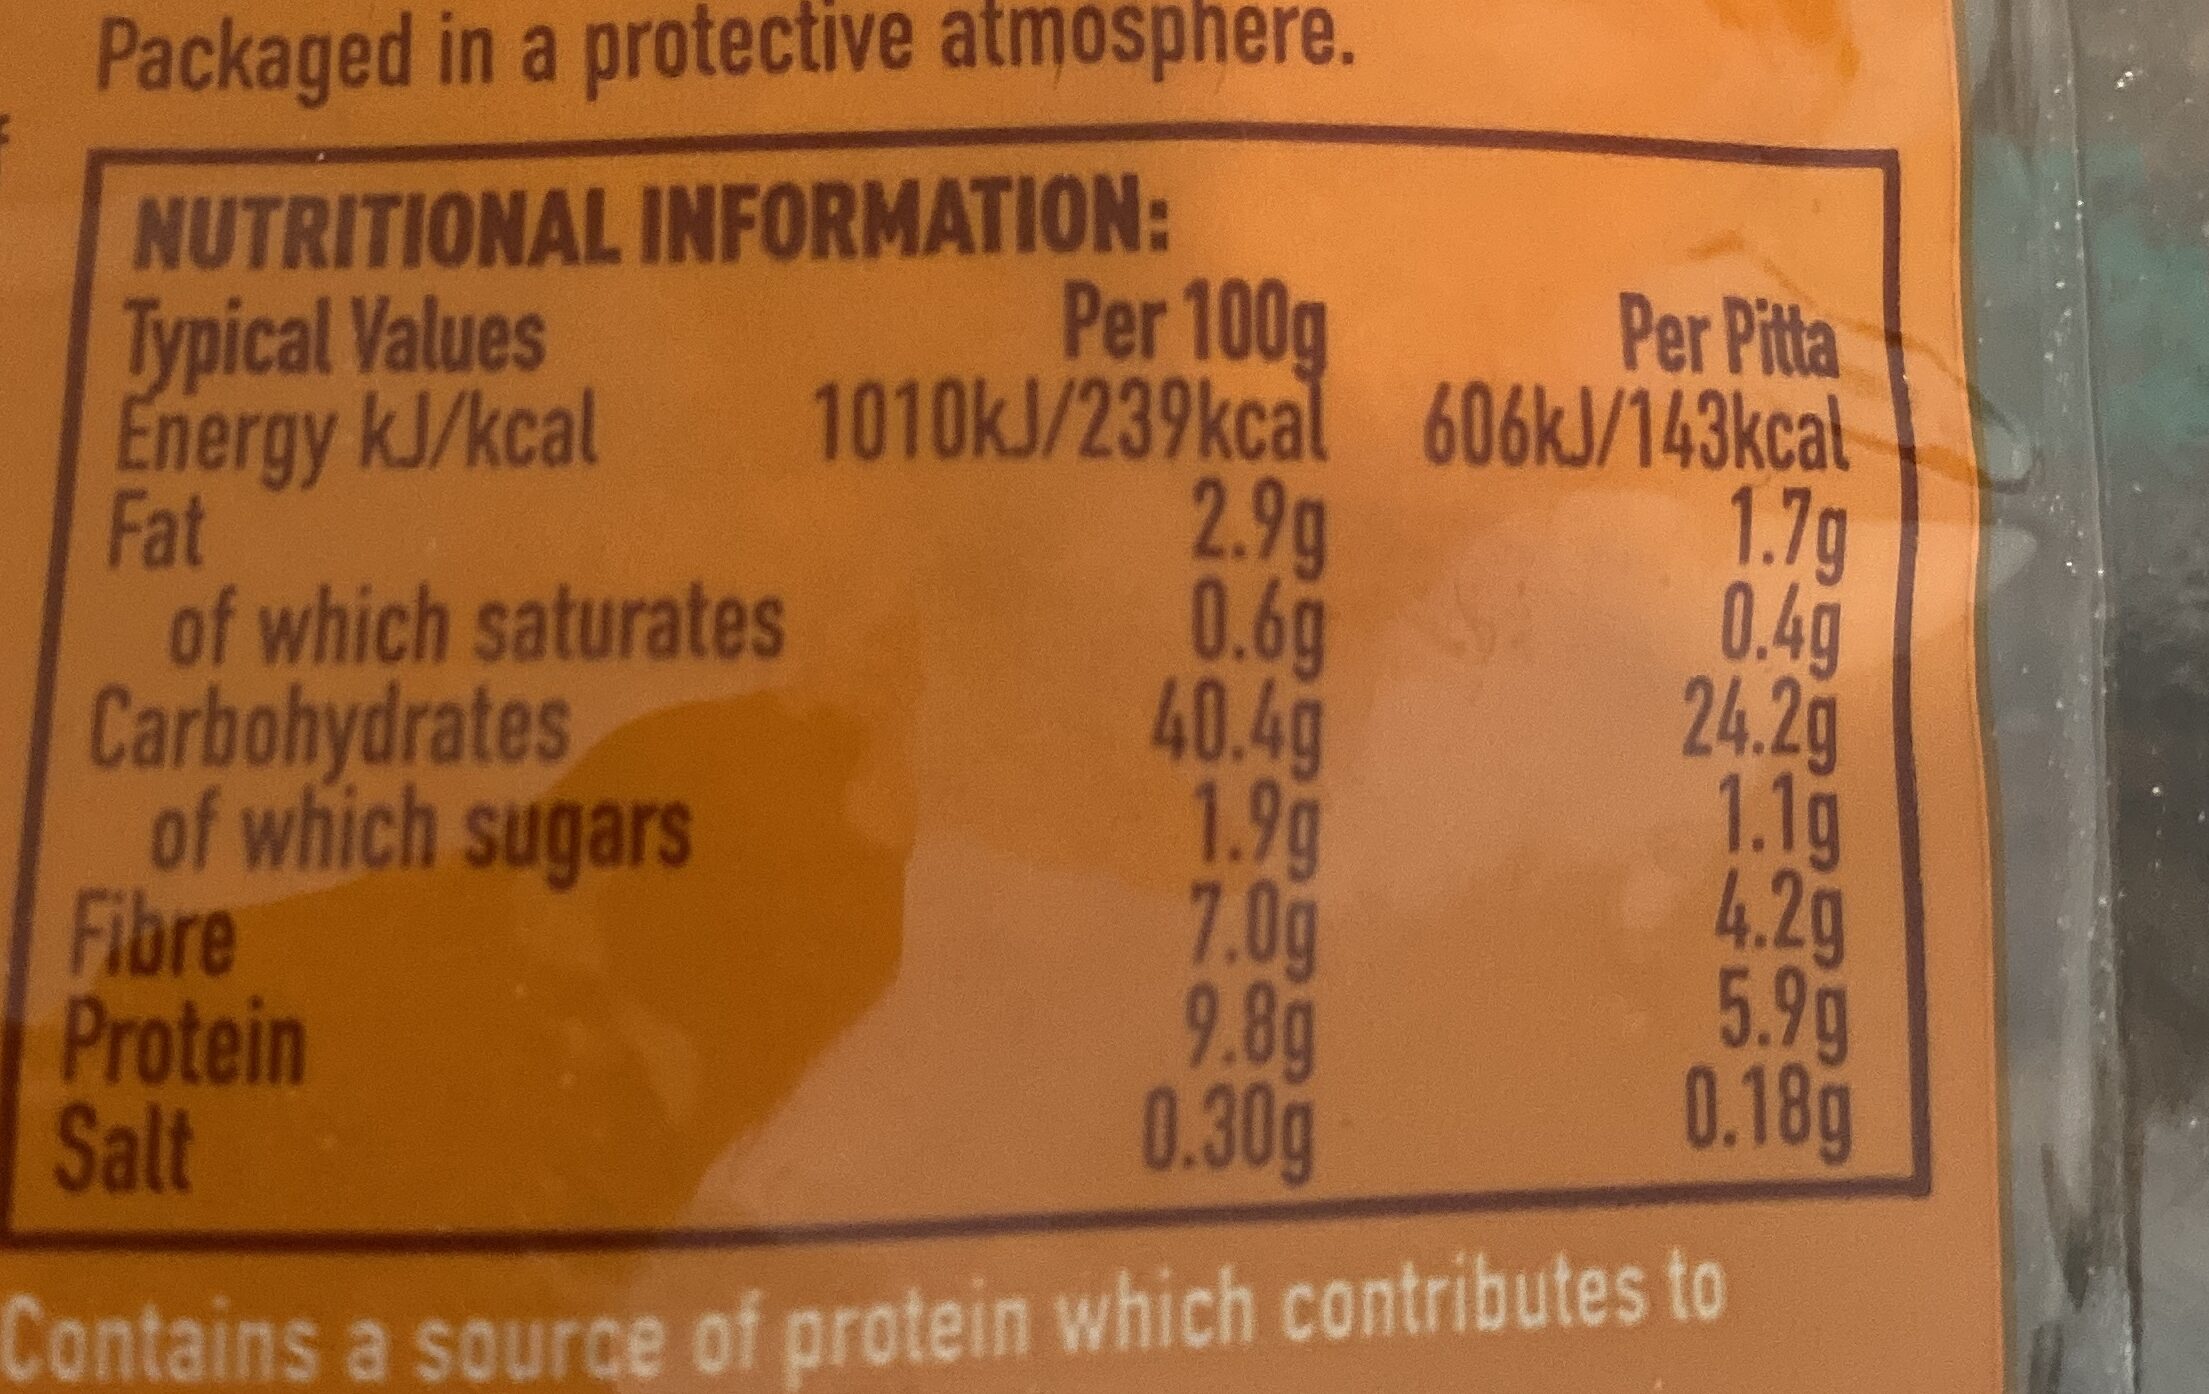 Packaged in a protective atmosphere.
NUTRITIONAL INFORMATION:
Typical Values Per 100g Per Pitta
Energy kJ/kcal 1010kJ/239kcal 606kJ/143kcal
Fat 2.9g 1.7g
of which saturates 0.6g 0.4g
Carbohydrates 40.4g 24.2g
of which sugars 1.9g 1.1g
Fibre 7.0g 4.2g
Protein 9.8g 5.9g
Salt 0.30g 0.18g
Contains a source of protein which contributes to